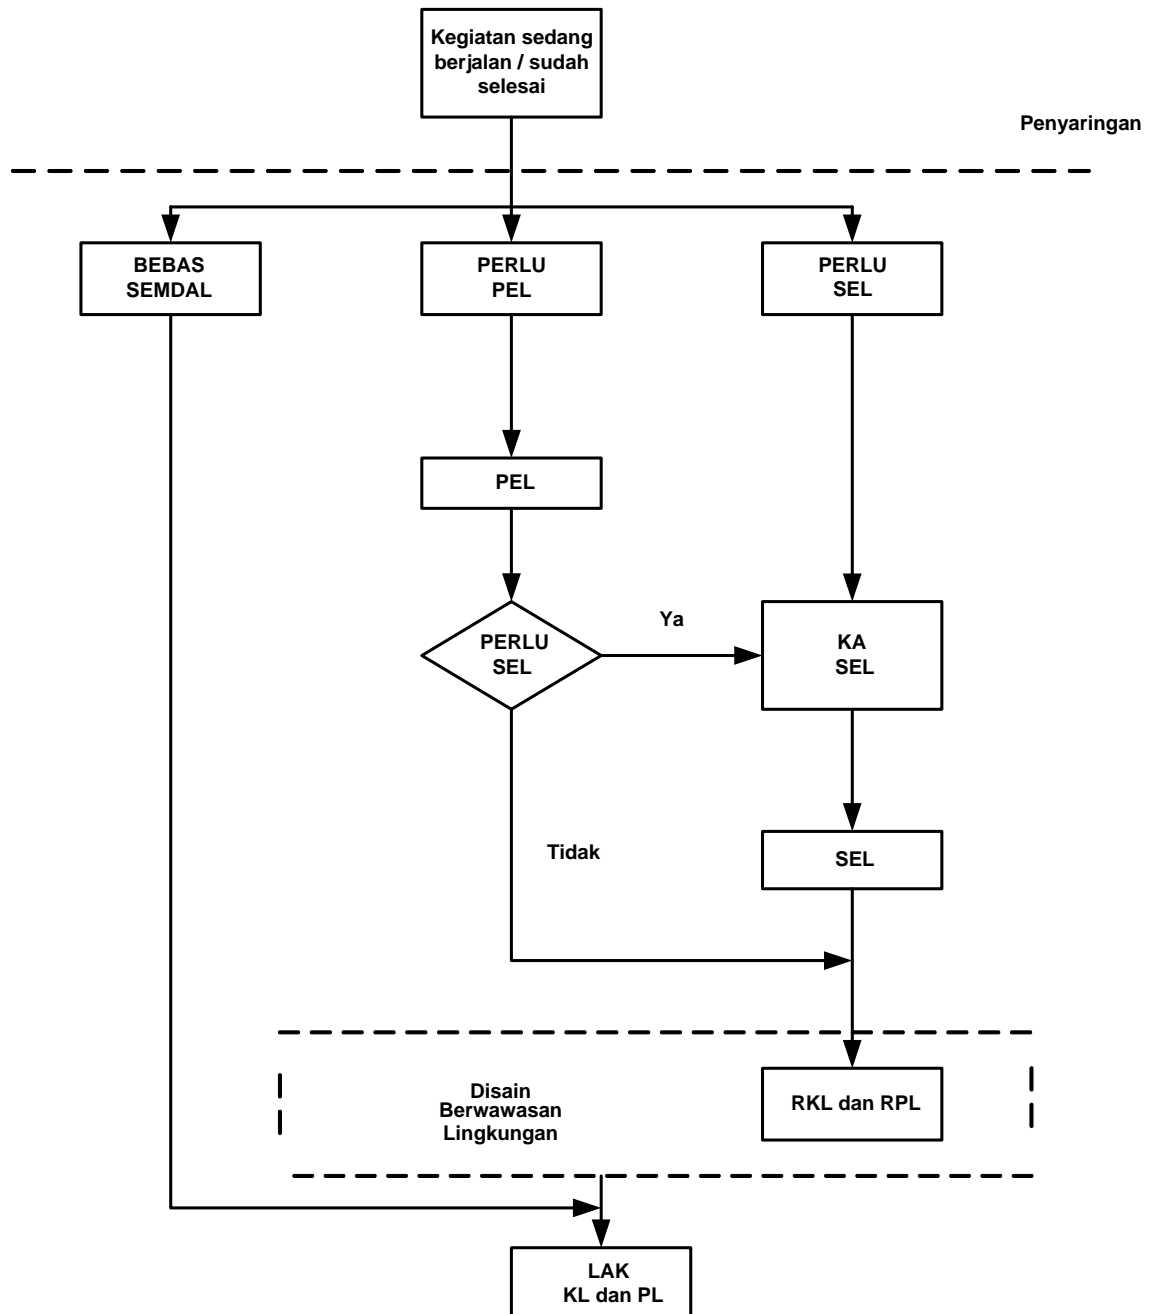 Kegiatan sedang
berjalan / sudah
selesai
Penyaringan
BEBAS
SEMDAL
PERLU
PEL
PERLU
SEL
PEL
PERLU
SEL
Ya
KA
SEL
Tidak
SEL
Disain
Berwawasan
Lingkungan
RKL dan RPL
LAK
KL dan PL